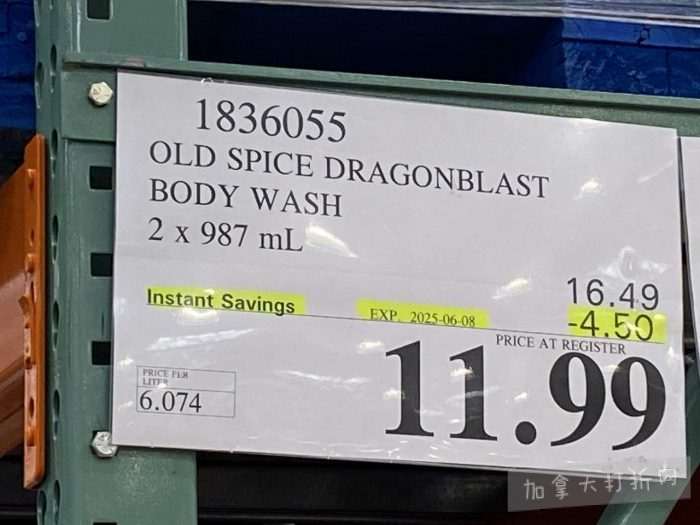 1836055
OLD SPICE DRAGONBLAST
BODY WASH
2 x 987 mL
16.49
Instant Savings EXP. 2025-06-08 -4.50
PRICE AT REGISTER
11.99
PRICE PER
LITER
6.074
加拿大打折网